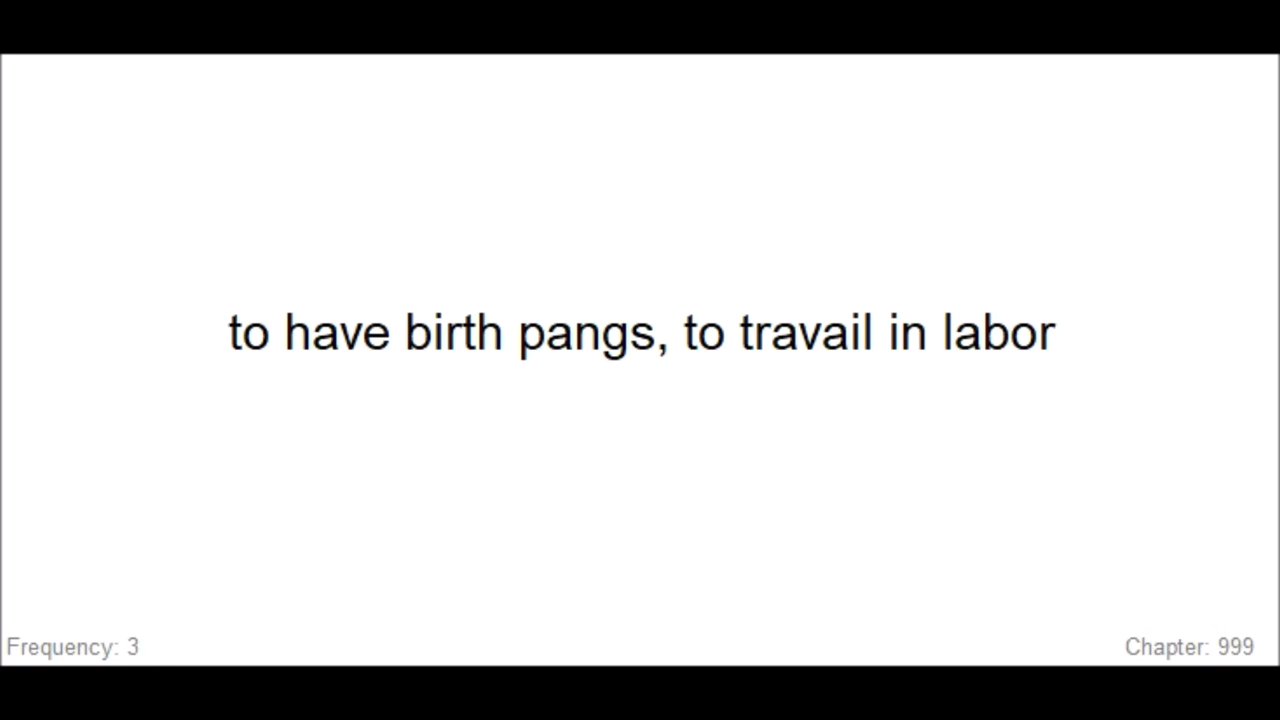 to have birth pangs, to travail in labor
Frequency: 3
Chapter: 999